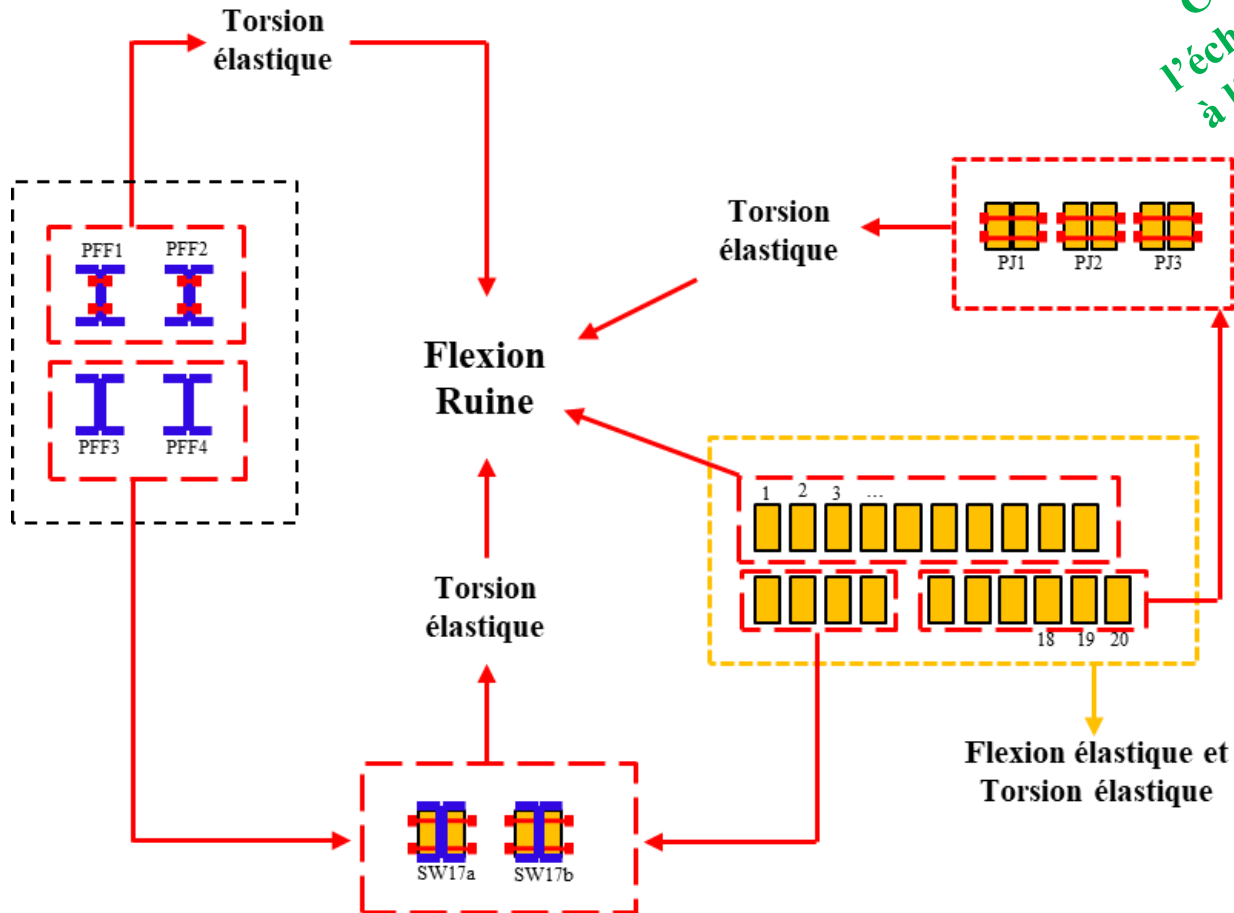 Torsion
élastique
l'éch
à l'
PFF1 PFF2
PFF3 PFF4
Torsion
élastique
PJ1 PJ2 PJ3
Flexion
Ruine
1 2 3 ...
18 19 20
Torsion
élastique
Flexion élastique et
Torsion élastique
SW17a SW17b